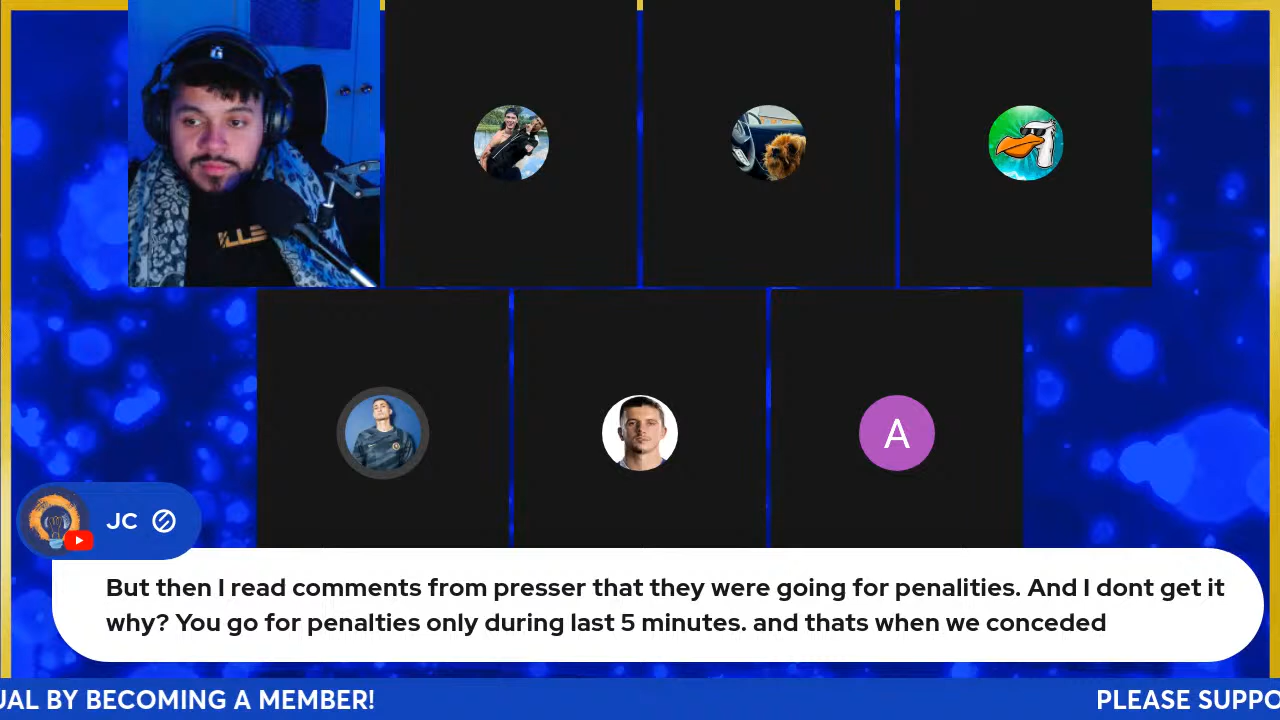 A
JC
But then I read comments from presser that they were going for penalities. And I dont get it
why? You go for penalties only during last 5 minutes. and thats when we conceded
UAL BY BECOMING A MEMBER!
PLEASE SUPPO